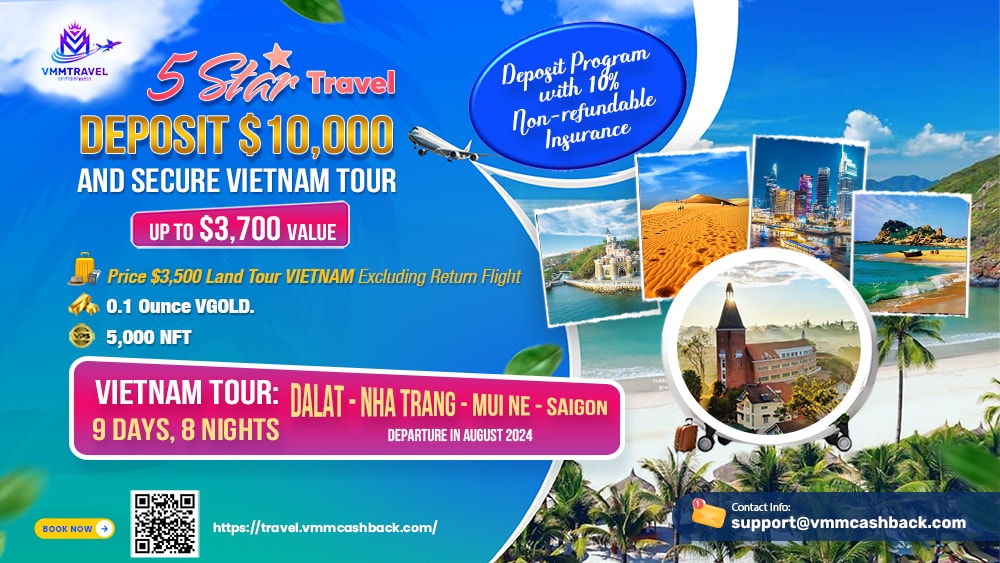 VMMTRAVEL
5 Star Travel
DEPOSIT $10,000
AND SECURE VIETNAM TOUR
UP TO $3,700 VALUE
Deposit Program
with 10%
Non-refundable
Insurance
Price $3,500 Land Tour VIETNAM Excluding Return Flight
0.1 Ounce VGOLD.
5,000 NFT
VIETNAM TOUR:
9 DAYS, 8 NIGHTS
DALAT - NHA TRANG - MUI NE - SAIGON
DEPARTURE IN AUGUST 2024
BOOK NOW
https://travel.vmmcashback.com/
1
Contact Info:
support@vmmcashback.com